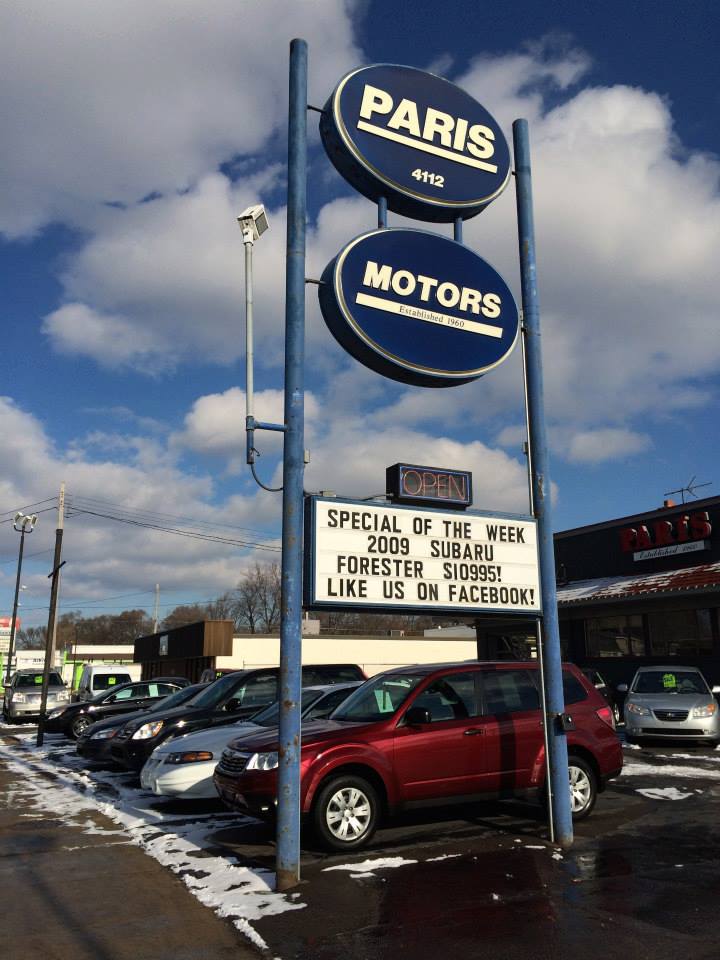 PARIS
4112
MOTORS
Established 1960
OPEN
SPECIAL OF THE WEEK
2009 SUBARU
FORESTER S10995!
LIKE US ON FACEBOOK!
PARIS
Established 1960